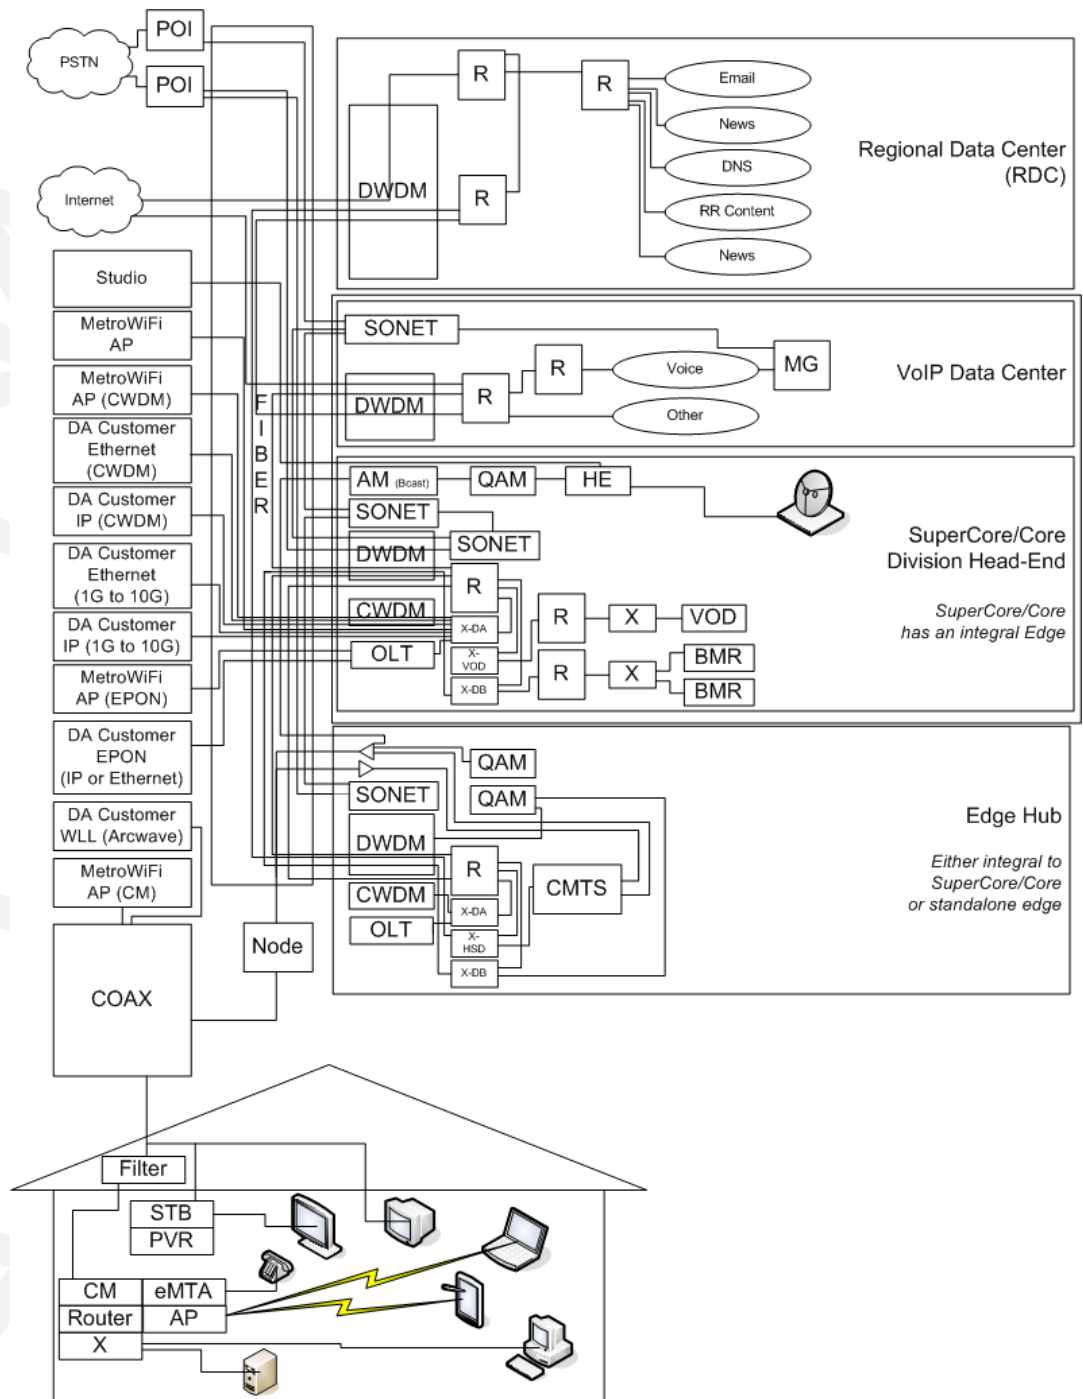 POI
PSTN
POI
Internet
Studio
MetroWiFi
AP
MetroWiFi
AP (CWDM)
DA Customer
Ethernet
(CWDM)
DA Customer
IP (CWDM)
DA Customer
Ethernet
(1G to 10G)
DA Customer
IP (1G to 10G)
MetroWiFi
AP (EPON)
DA Customer
EPON
(IP or Ethernet)
DA Customer
WLL (Arcwave)
MetroWiFi
AP (CM)
COAX
Node
FIBER
R
R
DWDM
R
Email
News
DNS
RR Content
News
Regional Data Center
(RDC)
SONET
DWDM
R
R
Voice
Other
MG
VoIP Data Center
AM (Bcast)
QAM
HE
SONET
SONET
DWDM
R
CWDM
X-DA
OLT
X-
VOD
X-DB
R
X
VOD
R
X
BMR
BMR
SuperCore/Core
Division Head-End
SuperCore/Core
has an integral Edge
QAM
QAM
SONET
DWDM
R
CWDM
X-DA
OLT
X-
HSD
X-DB
CMTS
Edge Hub
Either integral to
SuperCore/Core
or standalone edge
Filter
STB
PVR
CM
eMTA
Router
AP
X